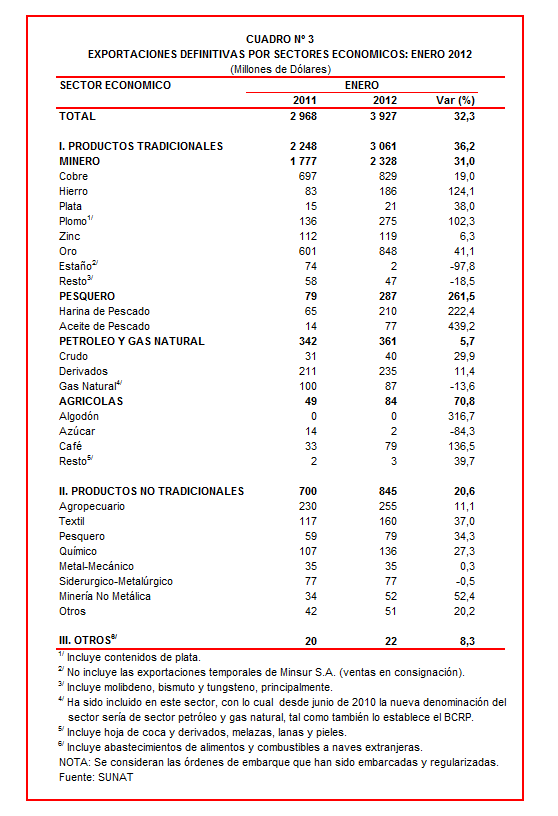 CUADRO Nº 3
EXPORTACIONES DEFINITIVAS POR SECTORES ECONOMICOS: ENERO 2012
(Millones de Dólares)
SECTOR ECONOMICO ENERO
2011 2012 Var (%)
TOTAL 2 968 3 927 32,3
I. PRODUCTOS TRADICIONALES 2 248 3 061 36,2
MINERO 1 777 2 328 31,0
Cobre 697 829 19,0
Hierro 83 186 124,1
Plata 15 21 38,0
Plomo1/ 136 275 102,3
Zinc 112 119 6,3
Oro 601 848 41,1
Estaño2/ 74 2 -97,8
Resto3/ 58 47 -18,5
PESQUERO 79 287 261,5
Harina de Pescado 65 210 222,4
Aceite de Pescado 14 77 439,2
PETROLEO Y GAS NATURAL 342 361 5,7
Crudo 31 40 29,9
Derivados 211 235 11,4
Gas Natural4/ 100 87 -13,6
AGRICOLAS 49 84 70,8
Algodón 0 0 316,7
Azúcar 14 2 -84,3
Café 33 79 136,5
Resto5/ 2 3 39,7
II. PRODUCTOS NO TRADICIONALES 700 845 20,6
Agropecuario 230 255 11,1
Textil 117 160 37,0
Pesquero 59 79 34,3
Químico 107 136 27,3
Metal-Mecánico 35 35 0,3
Siderurgico-Metalúrgico 77 77 -0,5
Minería No Metálica 34 52 52,4
Otros 42 51 20,2
III. OTROS6/ 20 22 8,3
1/ Incluye contenidos de plata.
2/ No incluye las exportaciones temporales de Minsur S.A. (ventas en consignación).
3/ Incluye molibdeno, bismuto y tungsteno, principalmente.
4/ Ha sido incluido en este sector, con lo cual desde junio de 2010 la nueva denominación del
sector sería de sector petróleo y gas natural, tal como también lo establece el BCRP.
5/ Incluye hoja de coca y derivados, melazas, lanas y pieles.
6/ Incluye abastecimientos de alimentos y combustibles a naves extranjeras.
NOTA: Se consideran las órdenes de embarque que han sido embarcadas y regularizadas.
Fuente: SUNAT